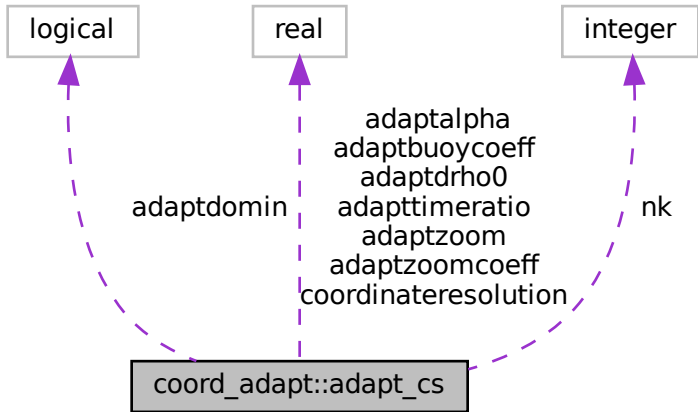 logical
real
integer
adaptalpha
adaptbuoycoeff
adaptdrho0
adaptdomin
adapttimeratio
nk
adaptzoom
adaptzoomcoeff
coordinateresolution
coord_adapt::adapt_cs